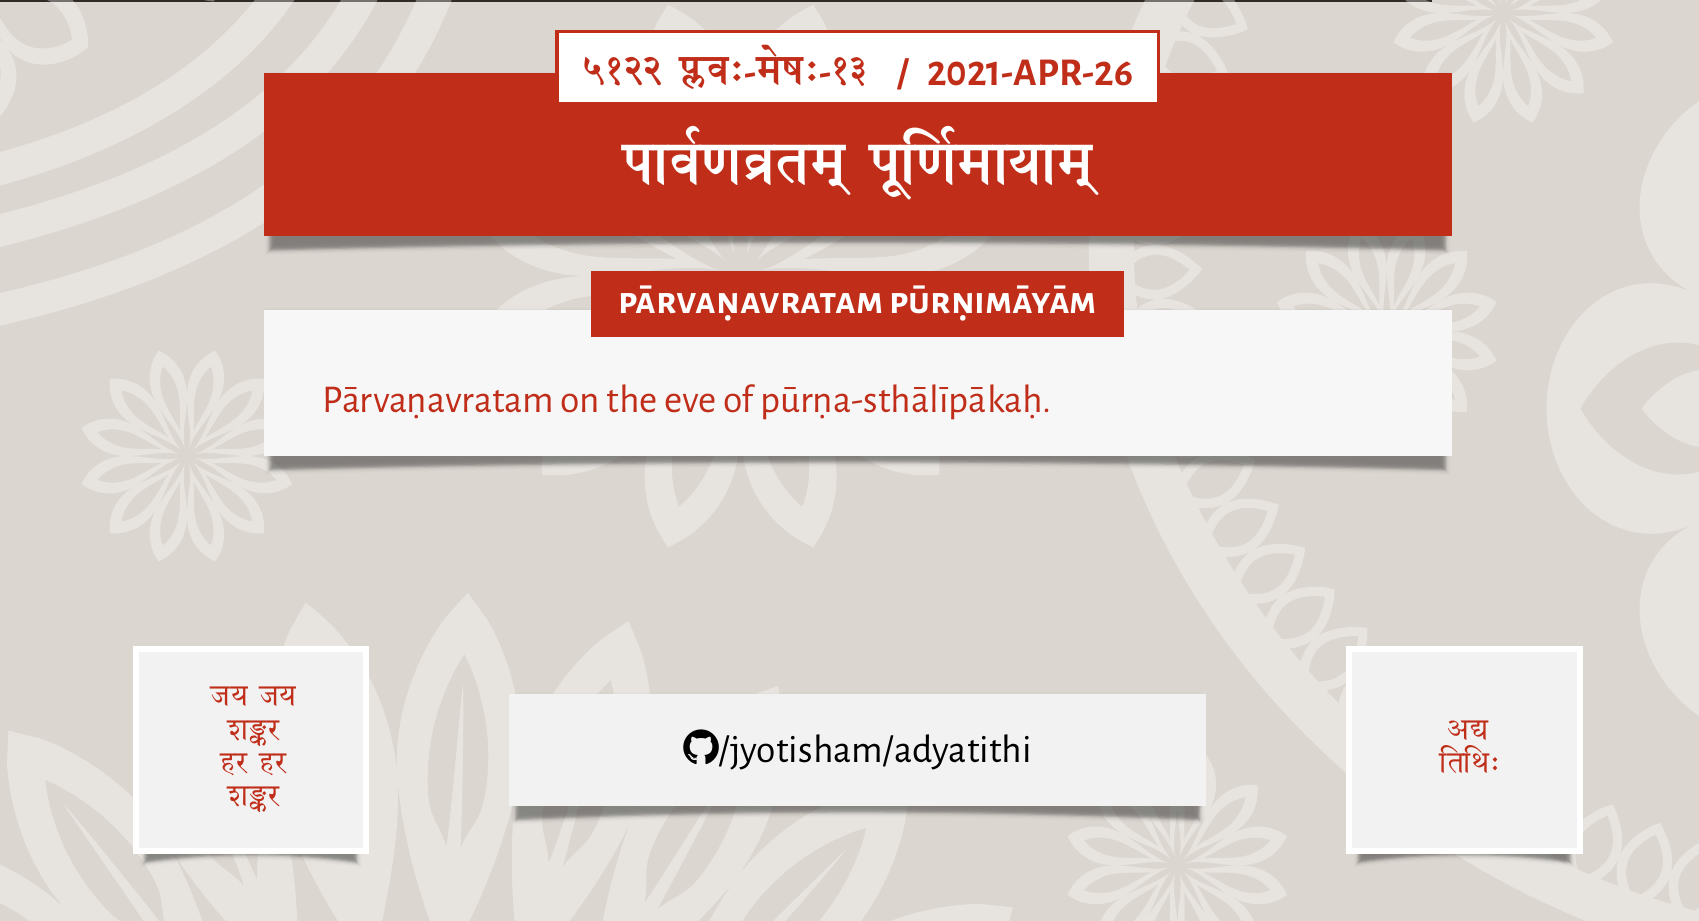 ५१२२ प्लवः-मेषः-१३ / 2021-APR-26
पार्वणव्रतम् पूर्णिमायाम्
PĀRVAṆAVRATAM PŪRṆIMĀYĀM
Pārvaṇavratam on the eve of pūrṇa-sthālīpākaḥ.
जय जय
शङ्कर
हर हर
शङ्कर
/jyotisham/adyatithi
अद्य
तिथिः